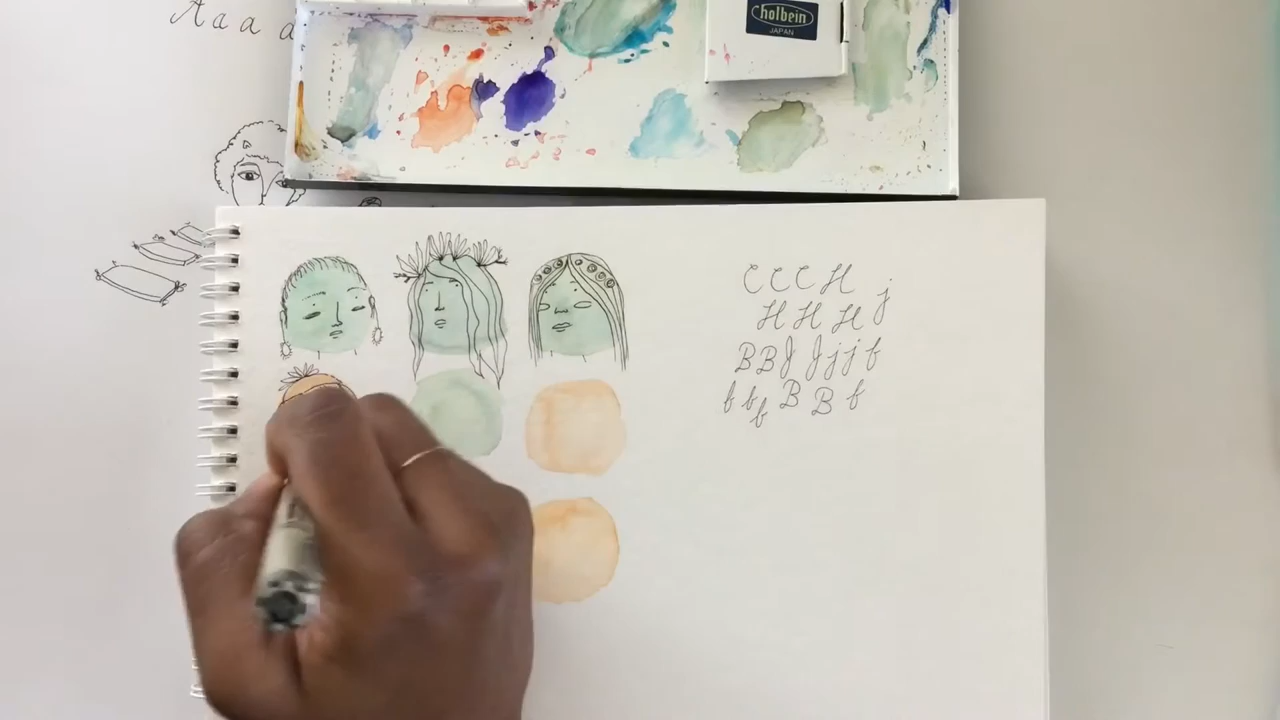 A a a a
holbein
JAPAN
C C C H j
H H H
B B J J j j f
f f f B B f